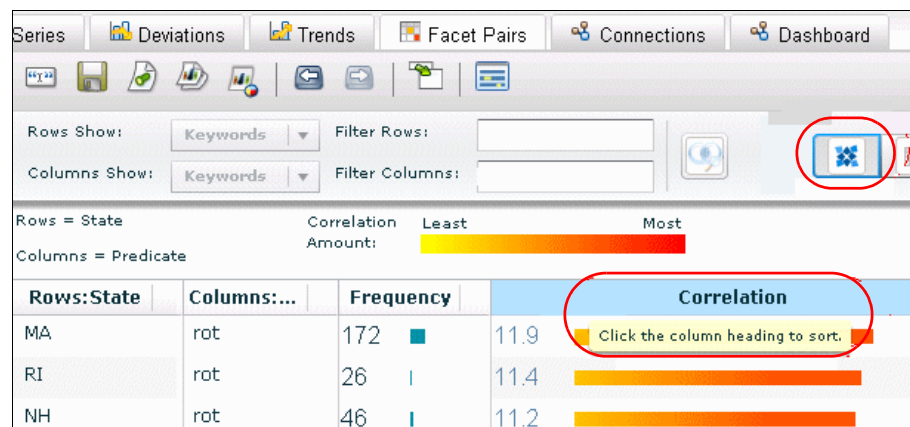 Series Deviations Trends Facet Pairs Connections Dashboard
"Y"
Rows Show: Keywords Filter Rows:
Columns Show: Keywords Filter Columns:
Rows = State Correlation Least Most
Amount:
Columns = Predicate
Rows:State Columns:... Frequency Correlation
MA rot 172 11.9 Click the column heading to sort.
RI rot 26 11.4
NH rot 46 11.2